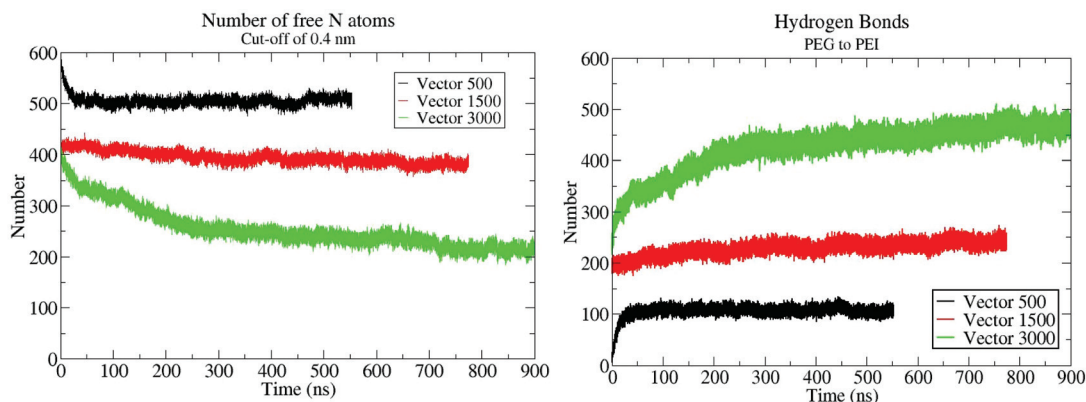 Number of free N atoms
Cut-off of 0.4 nm
600
500
400
300
200
100
0
Number
Vector 500
Vector 1500
Vector 3000
0 100 200 300 400 500 600 700 800 900
Time (ns)
Hydrogen Bonds
PEG to PEI
600
500
400
300
200
100
0
Number
Vector 500
Vector 1500
Vector 3000
0 100 200 300 400 500 600 700 800 900
Time (ns)